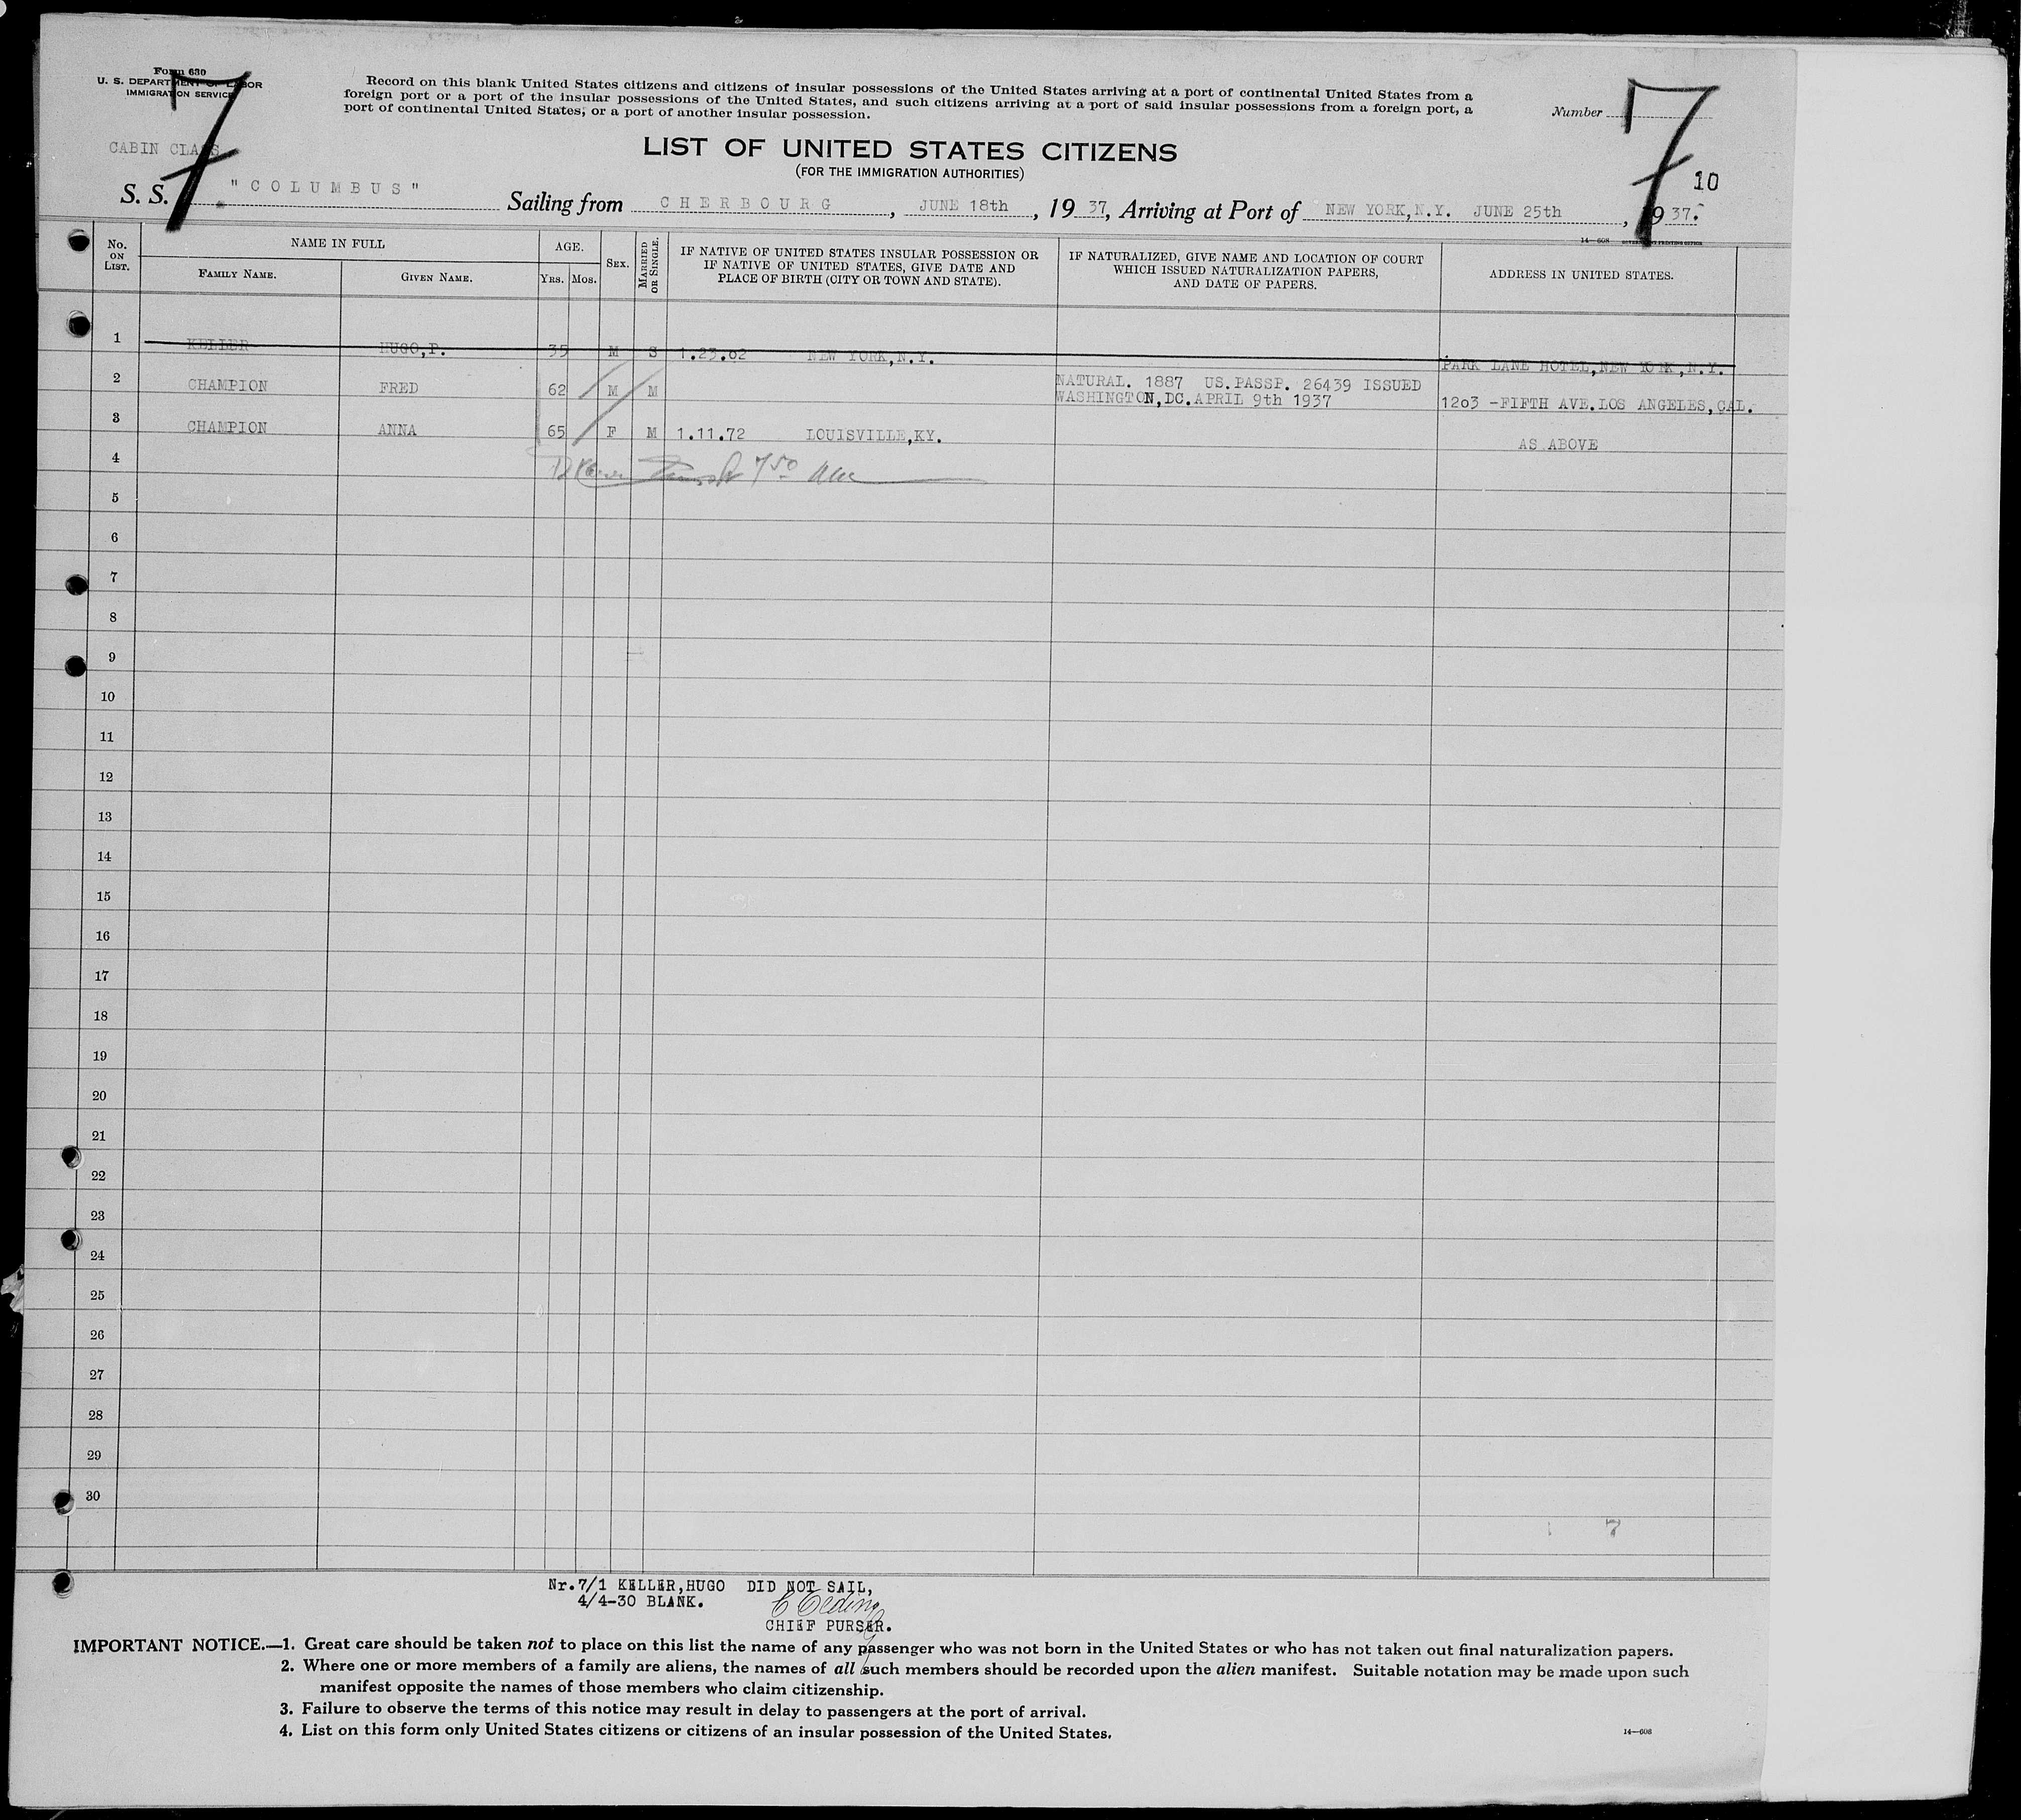 Form 630
U. S. DEPARTMENT OF LABOR
IMMIGRATION SERVICE
7
Record on this blank United States citizens and citizens of insular possessions of the United States arriving at a port of continental United States from a
foreign port or a port of the insular possessions of the United States, and such citizens arriving at a port of said insular possessions from a foreign port, a
port of continental United States, or a port of another insular possession.
Number
7
CABIN CLASS
LIST OF UNITED STATES CITIZENS
(FOR THE IMMIGRATION AUTHORITIES)
10
S. S. "COLUMBUS" Sailing from CHERBOURG, JUNE 18th, 19 37, Arriving at Port of NEW YORK,N.Y. JUNE 25th, 19 37.
14—608 GOVERNMENT PRINTING OFFICE
No. ON LIST.
NAME IN FULL
FAMILY NAME.
GIVEN NAME.
AGE.
YRS.
MOS.
SEX.
MARRIED OR SINGLE.
IF NATIVE OF UNITED STATES INSULAR POSSESSION OR
IF NATIVE OF UNITED STATES, GIVE DATE AND
PLACE OF BIRTH (CITY OR TOWN AND STATE).
IF NATURALIZED, GIVE NAME AND LOCATION OF COURT
WHICH ISSUED NATURALIZATION PAPERS,
AND DATE OF PAPERS.
ADDRESS IN UNITED STATES.
1 KELLER HUGO,P. 35 M S 1.23.02 NEW YORK,N.Y. PARK LANE HOTEL,NEW YORK,N.Y.
2 CHAMPION FRED 62 M M NATURAL. 1887 US.PASSP. 26439 ISSUED
WASHINGTON,DC.APRIL 9th 1937 1203 -FIFTH AVE.LOS ANGELES,CAL.
3 CHAMPION ANNA 65 F M 1.11.72 LOUISVILLE,KY. AS ABOVE
4
5
6
7
8
9
10
11
12
13
14
15
16
17
18
19
20
21
22
23
24
25
26
27
28
29
30
7
Nr.7/1 KELLER,HUGO DID NOT SAIL,
4/4-30 BLANK.
CHIEF PURSER.
IMPORTANT NOTICE.—1. Great care should be taken not to place on this list the name of any passenger who was not born in the United States or who has not taken out final naturalization papers.
2. Where one or more members of a family are aliens, the names of all such members should be recorded upon the alien manifest. Suitable notation may be made upon such
manifest opposite the names of those members who claim citizenship.
3. Failure to observe the terms of this notice may result in delay to passengers at the port of arrival.
4. List on this form only United States citizens or citizens of an insular possession of the United States.
14—608